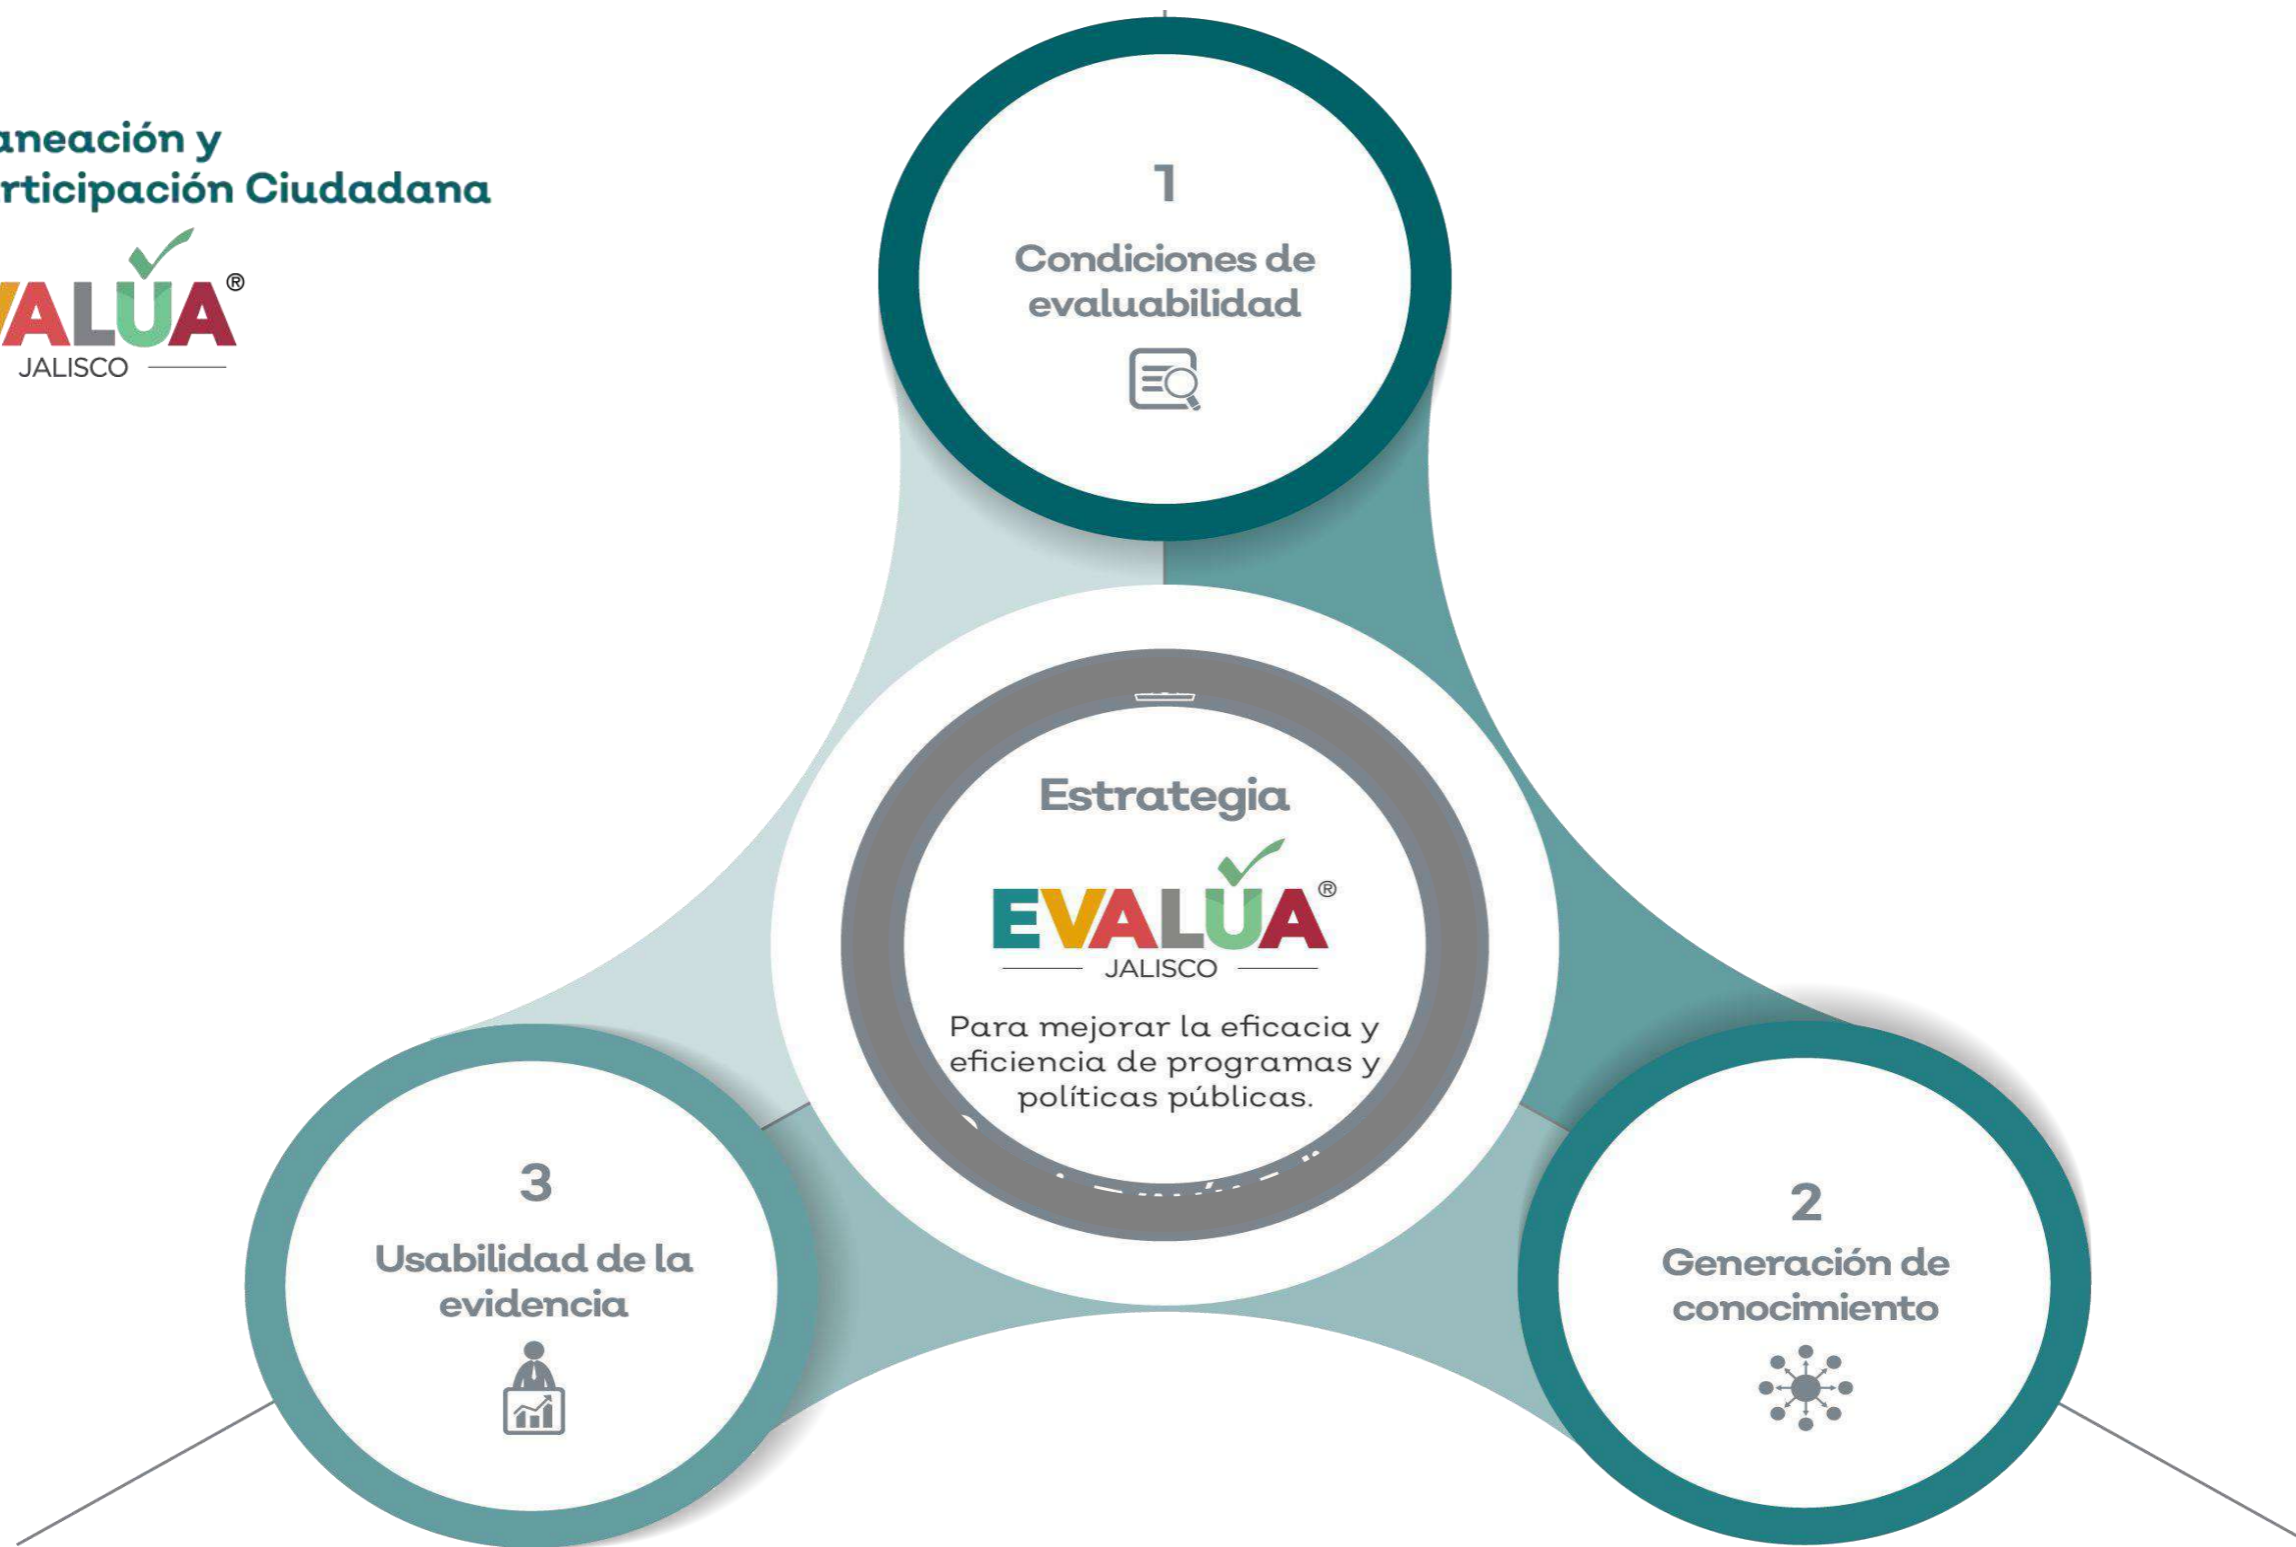 aneación y
rticipación Ciudadana
VALÚA®
JALISCO
1
Condiciones de
evaluabilidad
Estrategia
EVALÚA®
JALISCO
Para mejorar la eficacia y
eficiencia de programas y
políticas públicas.
3
Usabilidad de la
evidencia
2
Generación de
conocimiento